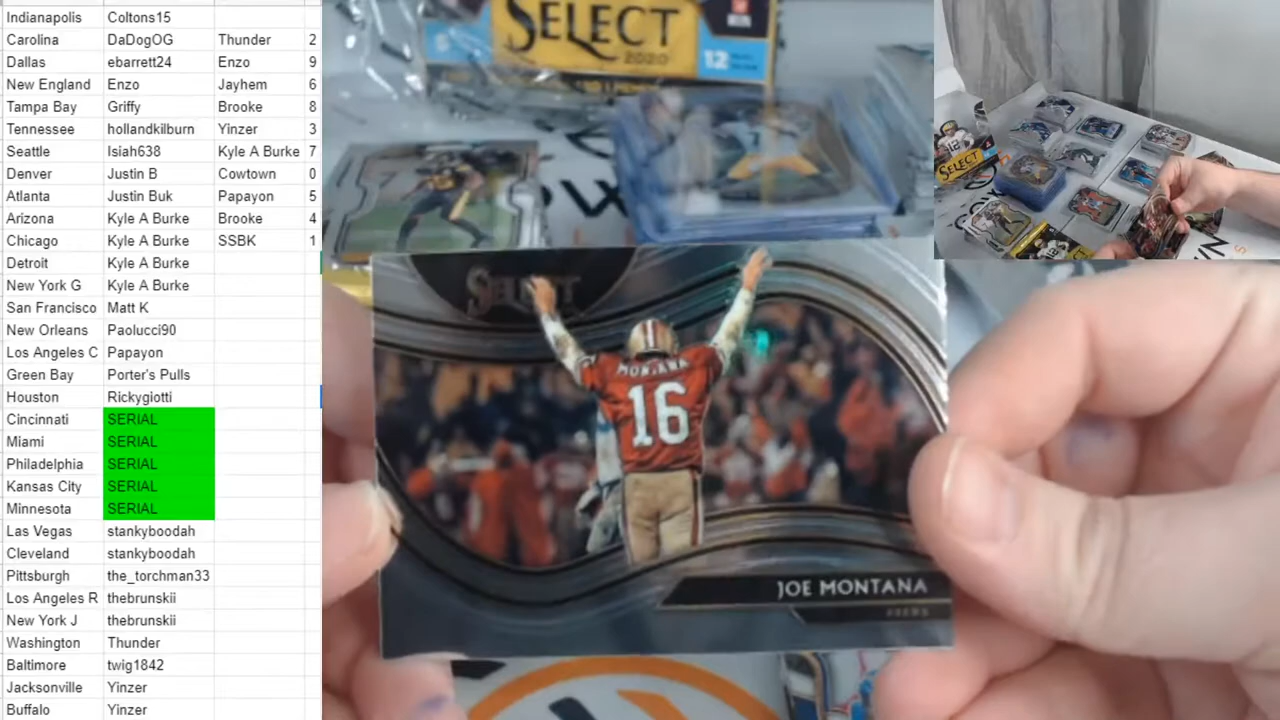 Indianapolis Coltons15
Carolina DaDogOG Thunder 2
Dallas ebarrett24 Enzo 9
New England Enzo Jayhem 6
Tampa Bay Griffy Brooke 8
Tennessee hollandkilburn Yinzer 3
Seattle Isiah638 Kyle A Burke 7
Denver Justin B Cowtown 0
Atlanta Justin Buk Papayon 5
Arizona Kyle A Burke Brooke 4
Chicago Kyle A Burke SSBK 1
Detroit Kyle A Burke
New York G Kyle A Burke
San Francisco Matt K
New Orleans Paolucci90
Los Angeles C Papayon
Green Bay Porter's Pulls
Houston Rickygiotti
Cincinnati SERIAL
Miami SERIAL
Philadelphia SERIAL
Kansas City SERIAL
Minnesota SERIAL
Las Vegas stankyboodah
Cleveland stankyboodah
Pittsburgh the_torchman33
Los Angeles R thebrunskii
New York J thebrunskii
Washington Thunder
Baltimore twig1842
Jacksonville Yinzer
Buffalo Yinzer
SELECT
2020
12
SELECT
MONTANA
16
JOE MONTANA
49ERS
SELECT
12